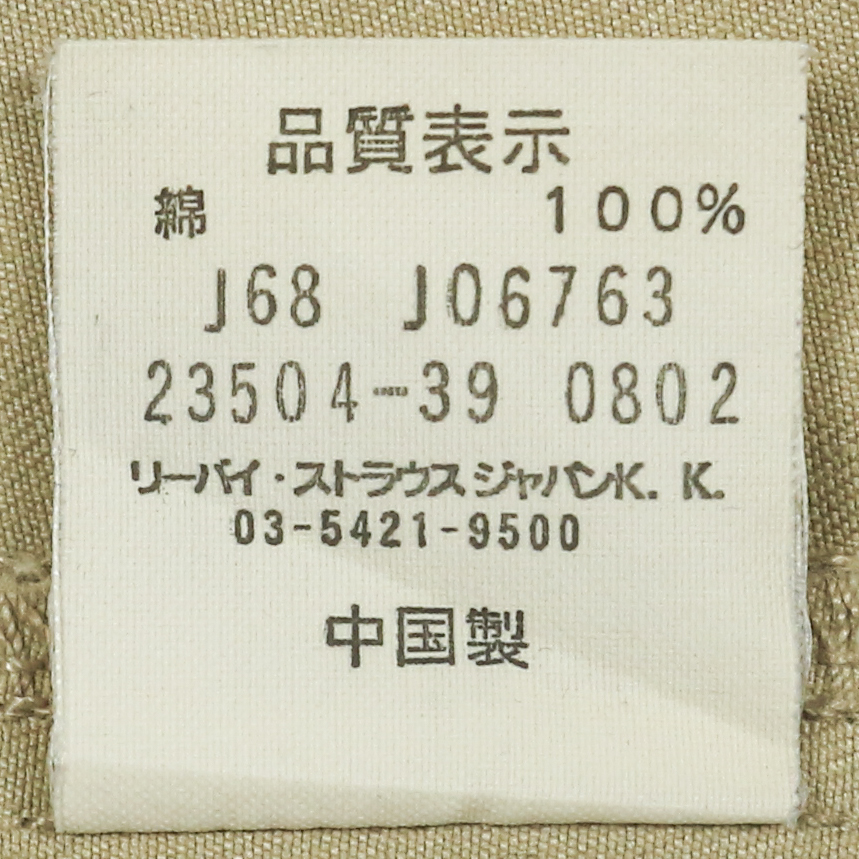 品質表示
綿 100%
J68 J06763
23504-39 0802
リーバイ・ストラウスジャパンK.K.
03-5421-9500
中国製